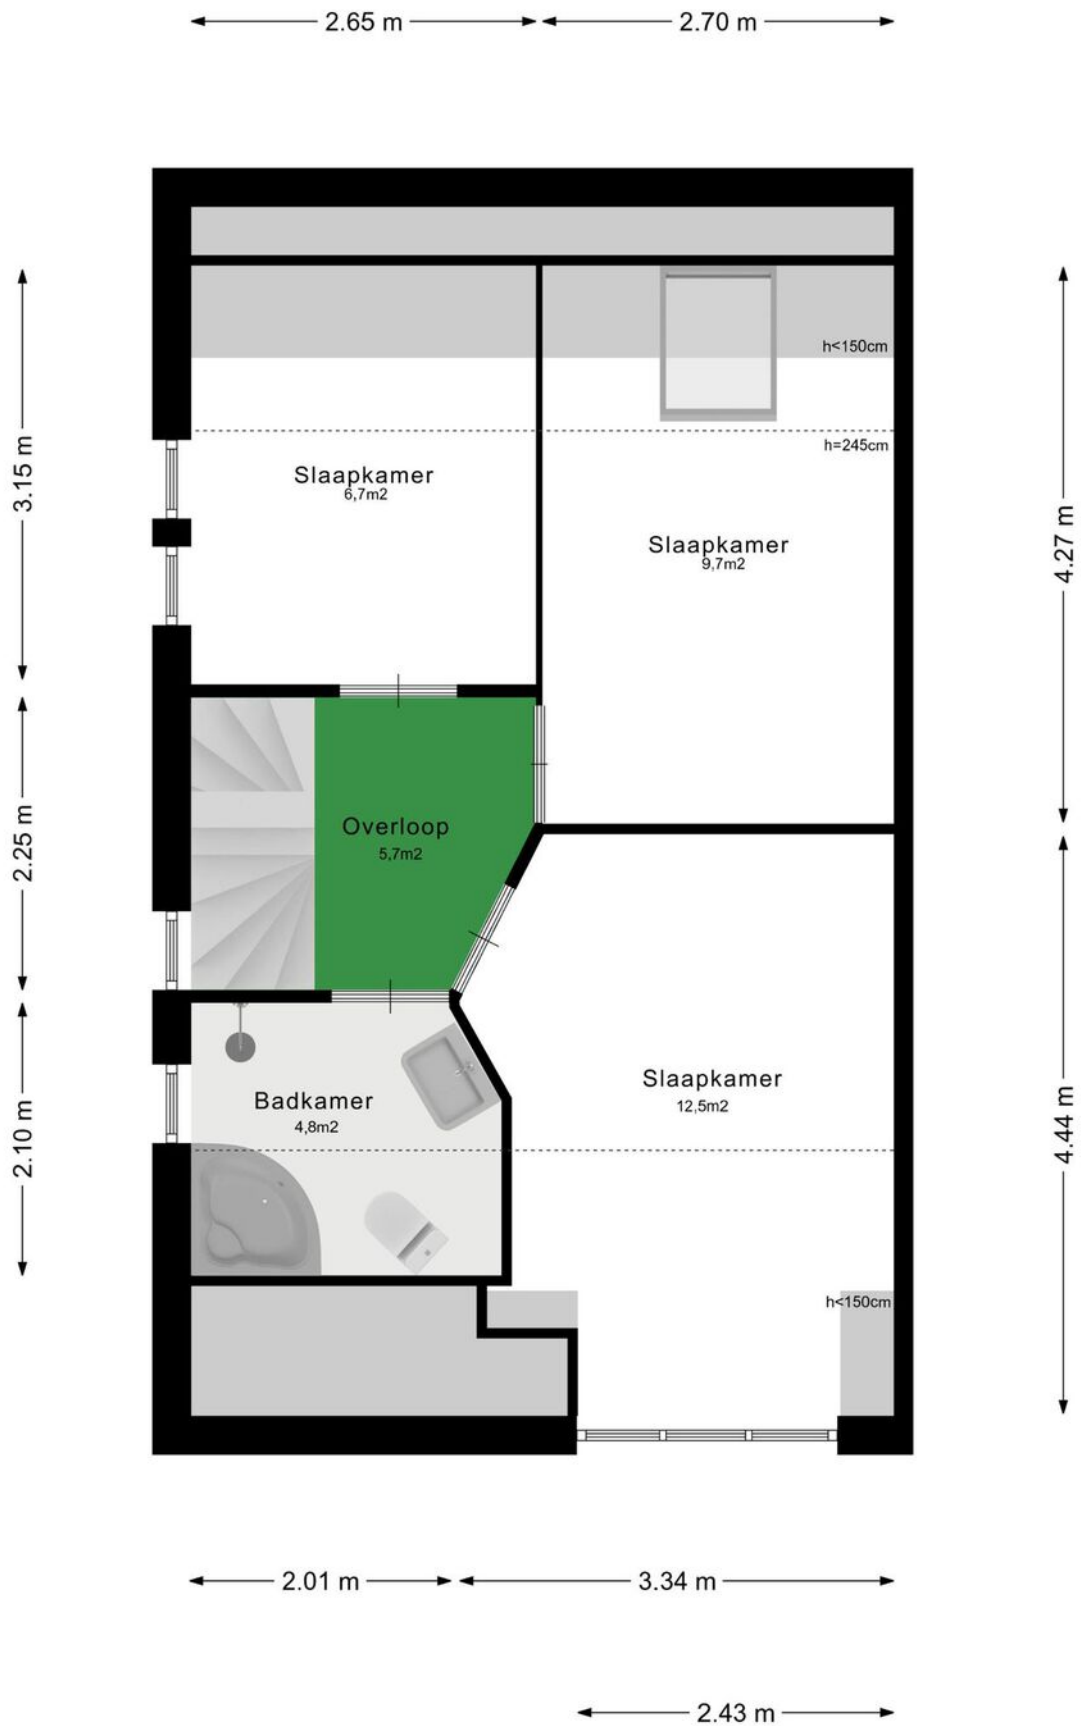 2.65 m
2.70 m
h<150cm
h=245cm
3.15 m
Slaapkamer
6,7m2
Slaapkamer
9,7m2
4.27 m
2.25 m
Overloop
5,7m2
2.10 m
Badkamer
4,8m2
Slaapkamer
12,5m2
4.44 m
h<150cm
2.01 m
3.34 m
2.43 m